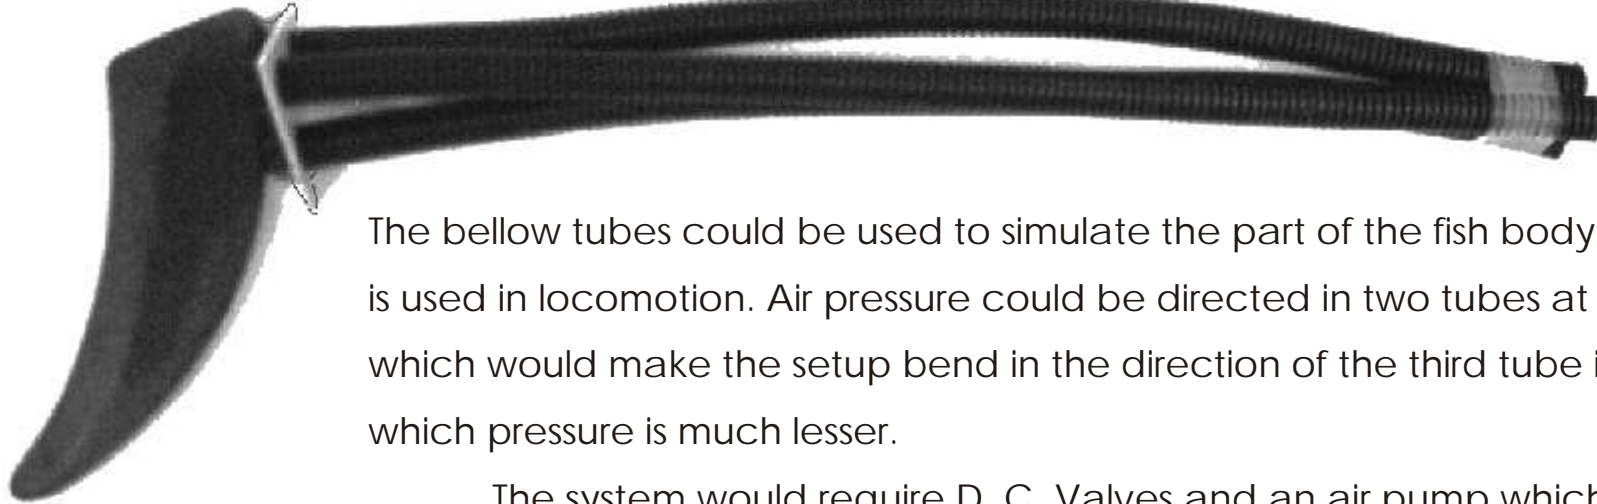 The bellow tubes could be used to simulate the part of the fish body
is used in locomotion. Air pressure could be directed in two tubes at
which would make the setup bend in the direction of the third tube
which pressure is much lesser.
The system would require D. C. Valves and an air pump which